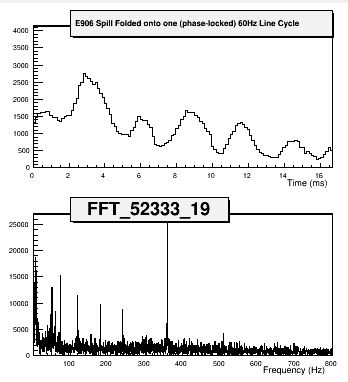 E906 Spill Folded onto one (phase-locked) 60Hz Line Cycle
4000
3500
3000
2500
2000
1500
1000
500
0
0 2 4 6 8 10 12 14 16
Time (ms)
FFT_52333_19
25000
20000
15000
10000
5000
0
0 100 200 300 400 500 600 700 800
Frequency (Hz)